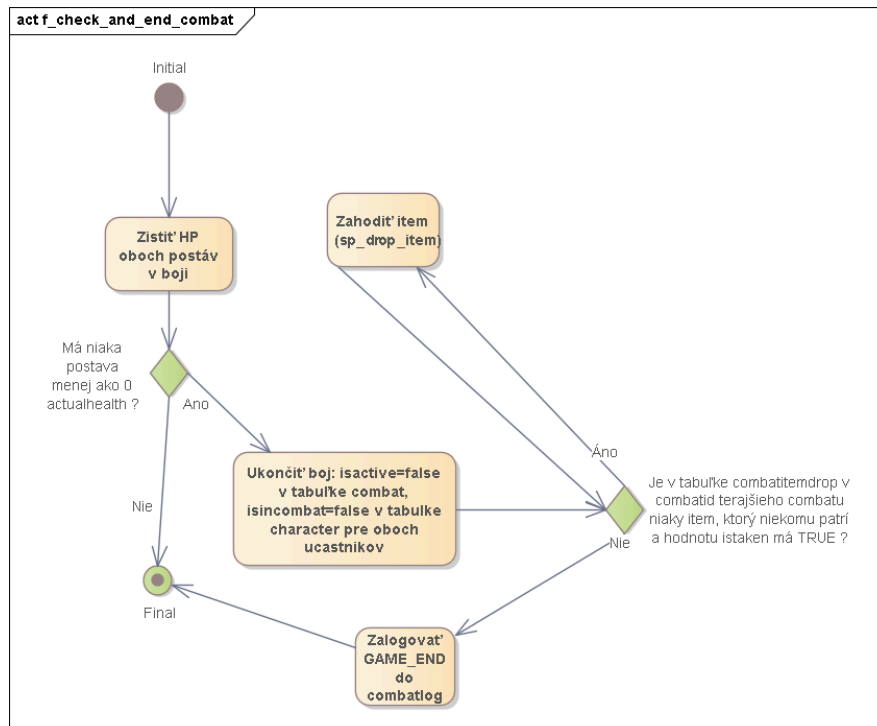 act f_check_and_end_combat
Initial
Zistiť HP
oboch postáv
v boji
Zahodiť item
(sp_drop_item)
Má niaka
postava
menej ako 0
actualhealth ?
Ano
Nie
Ukončiť boj: isactive=false
v tabuľke combat,
isincombat=false v tabulke
character pre oboch
ucastnikov
Áno
Je v tabuľke combatitemdrop v
combatid terajšieho combatu
niaky item, ktorý niekomu patrí
a hodnotu istaken má TRUE ?
Nie
Final
Zalogovať
GAME_END
do
combatlog